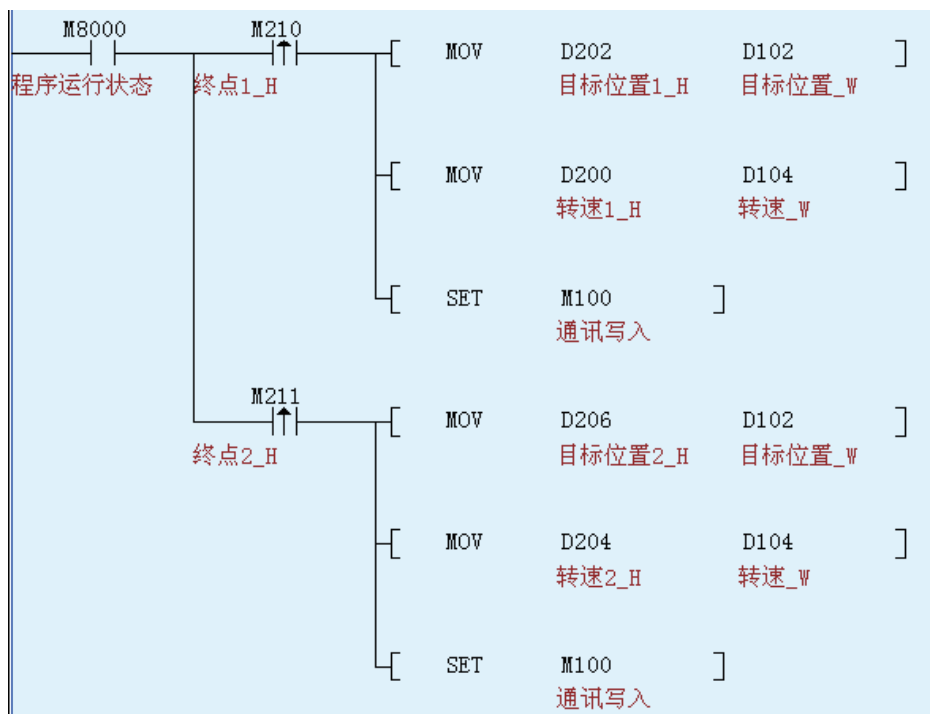 M8000 M210
MOV D202 D102
程序运行状态 终点1_H 目标位置1_H 目标位置_W
MOV D200 D104
转速1_H 转速_W
SET M100
通讯写入
M211
MOV D206 D102
终点2_H 目标位置2_H 目标位置_W
MOV D204 D104
转速2_H 转速_W
SET M100
通讯写入